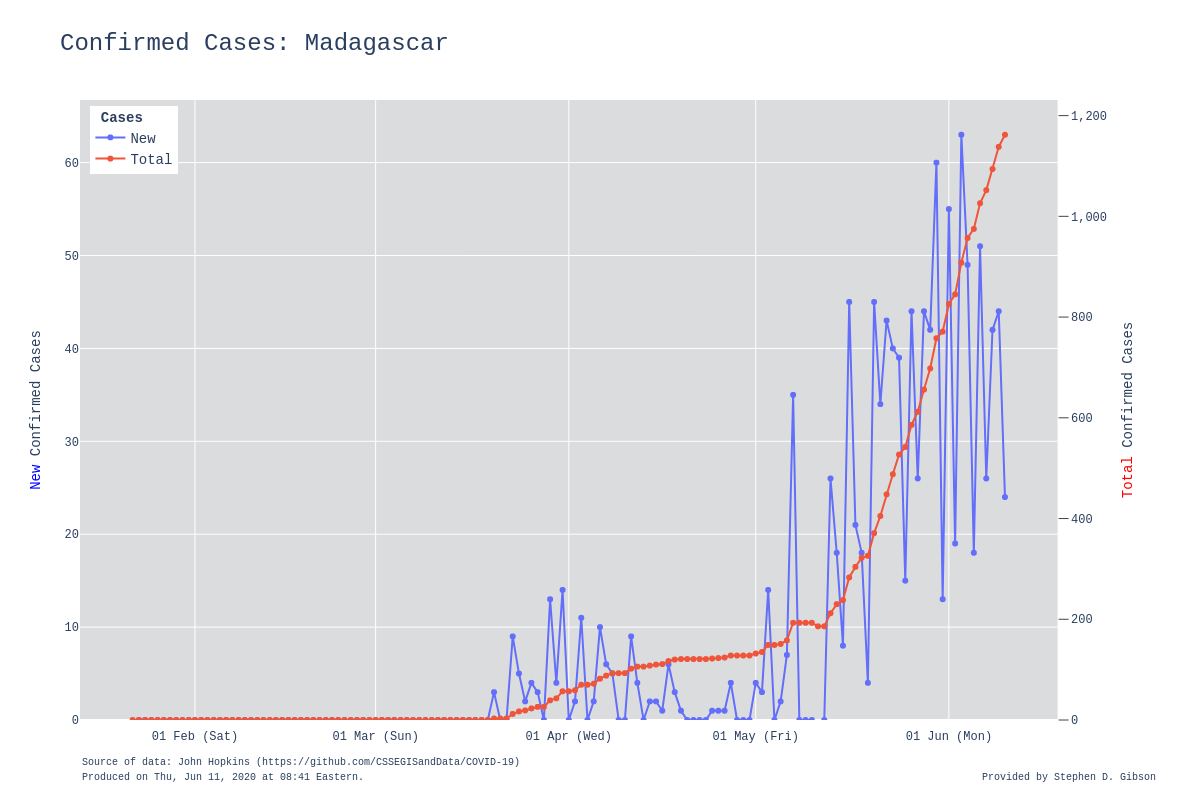 Confirmed Cases: Madagascar
Cases
New
Total
60
50
40
30
20
10
0
New Confirmed Cases
1,200
1,000
800
600
400
200
0
Total Confirmed Cases
01 Feb (Sat)
01 Mar (Sun)
01 Apr (Wed)
01 May (Fri)
01 Jun (Mon)
Source of data: John Hopkins (https://github.com/CSSEGISandData/COVID-19)
Produced on Thu, Jun 11, 2020 at 08:41 Eastern.
Provided by Stephen D. Gibson